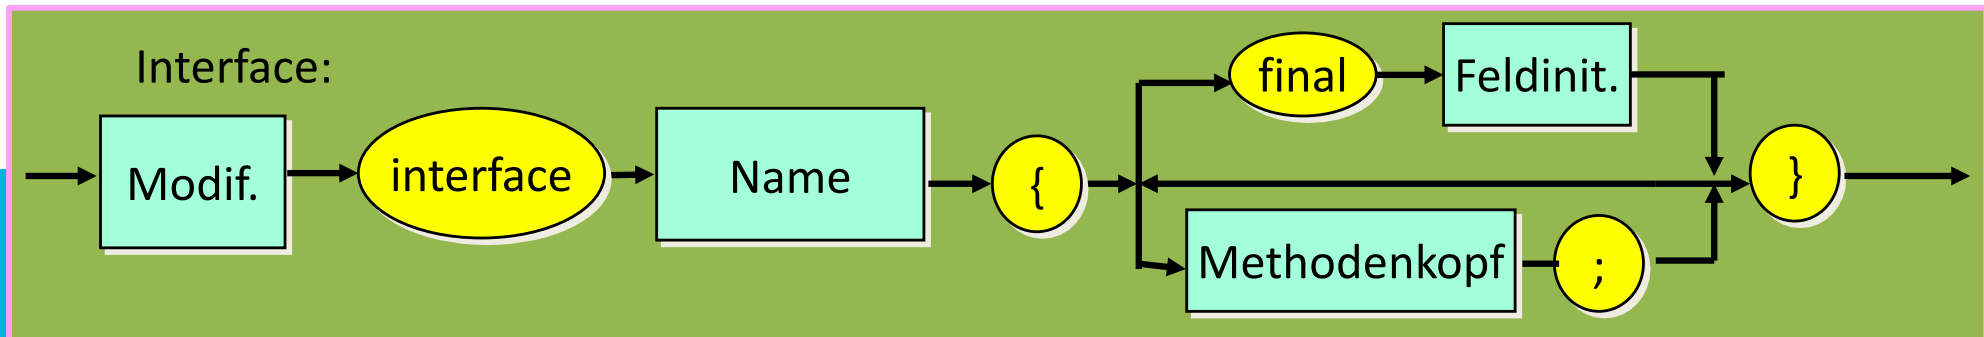 Interface:
Modif.
interface
Name
{
final
Feldinit.
Methodenkopf
;
}